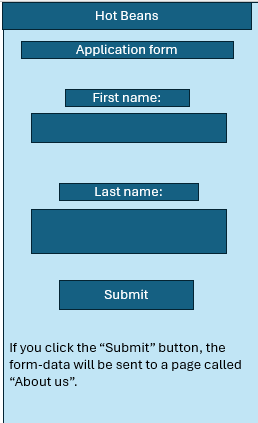 Hot Beans
Application form
First name:
Last name:
Submit
If you click the “Submit” button, the
form-data will be sent to a page called
“About us”.